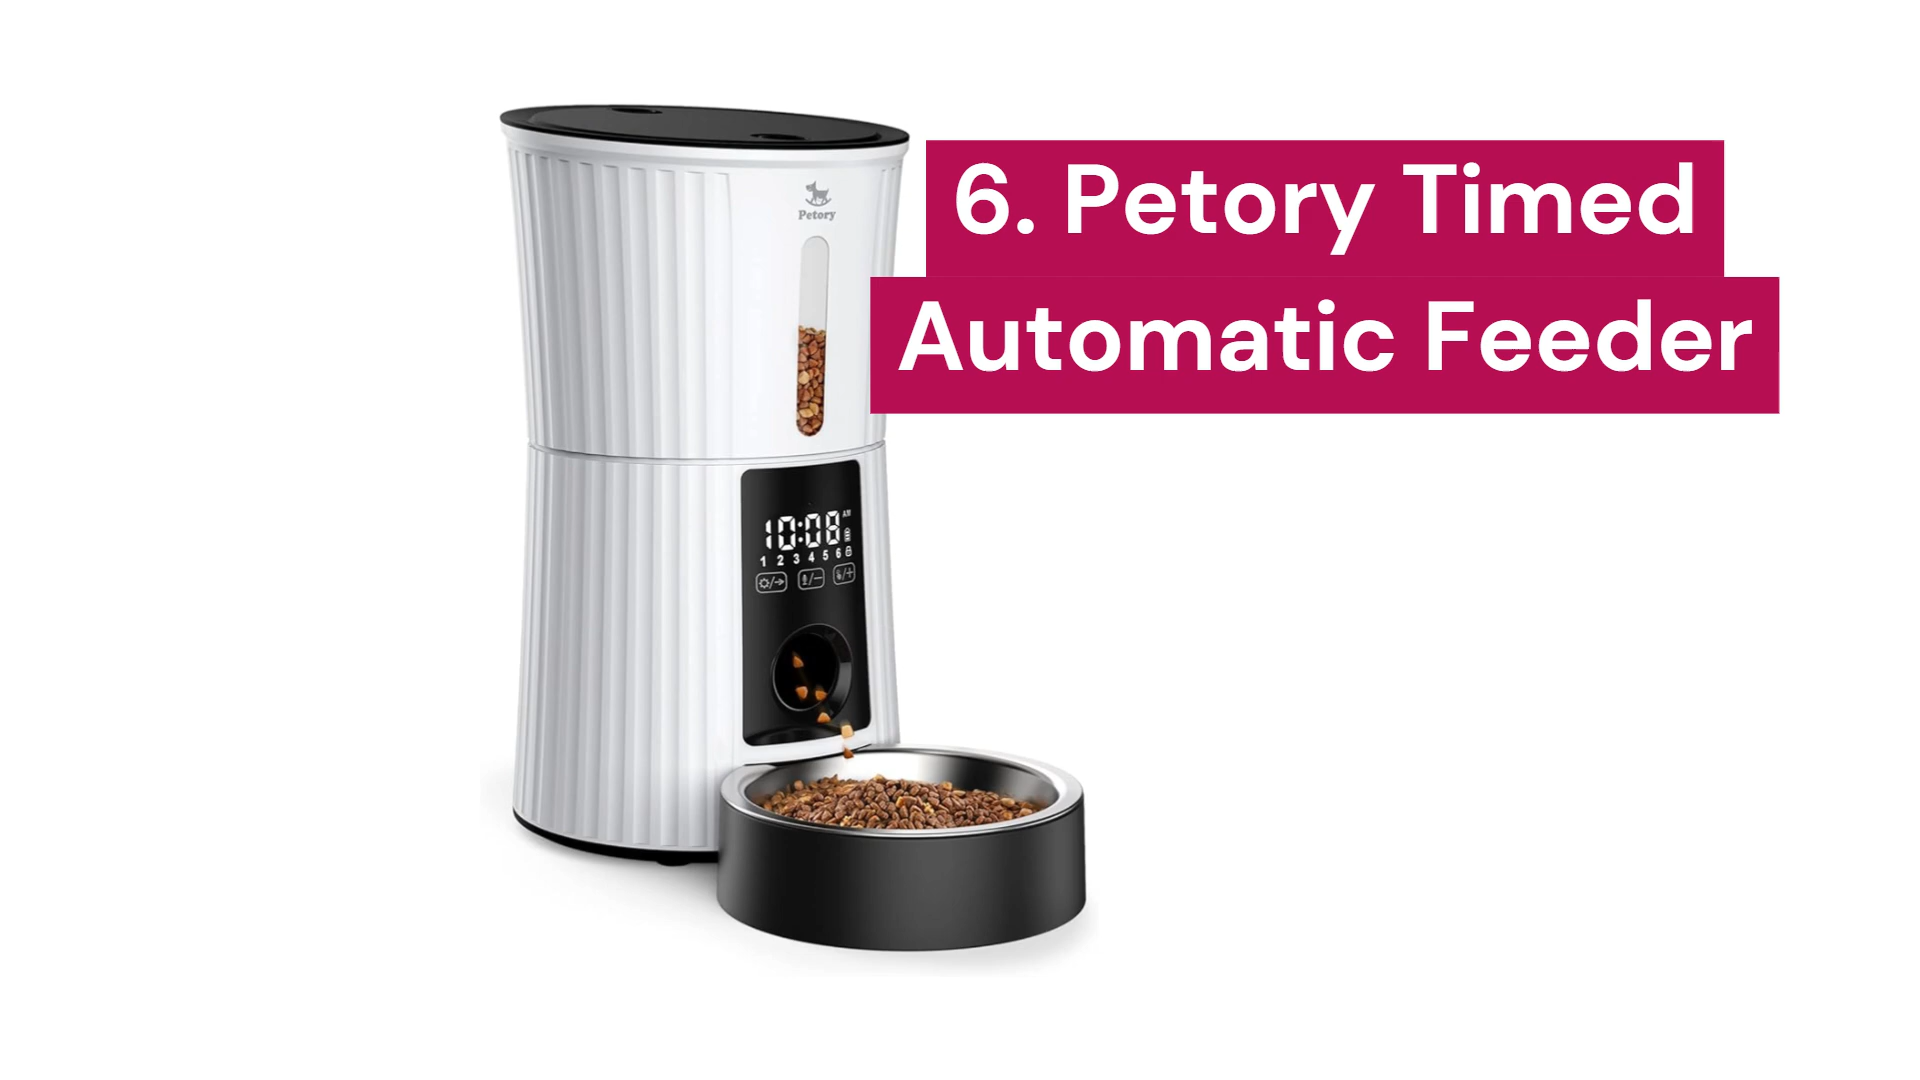 6. Petory Timed
Automatic Feeder
Petory
10:08 AM
1 2 3 4 5 6